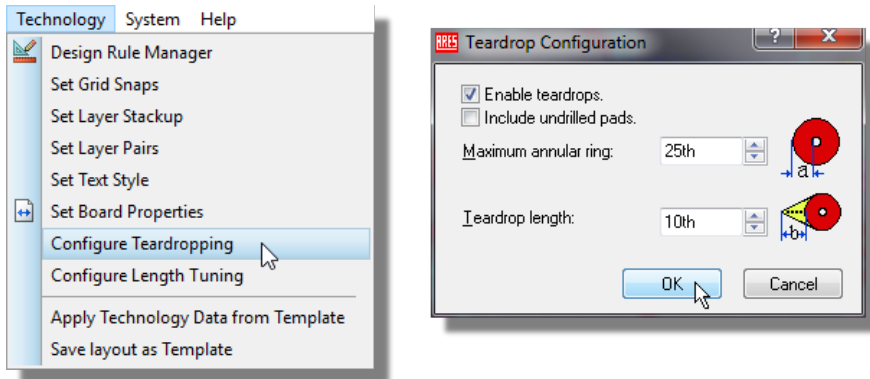 Technology System Help
Design Rule Manager
Set Grid Snaps
Set Layer Stackup
Set Layer Pairs
Set Text Style
Set Board Properties
Configure Teardropping
Configure Length Tuning
Apply Technology Data from Template
Save layout as Template
ARES Teardrop Configuration ? X
Enable teardrops.
Include undrilled pads.
Maximum annular ring: 25th
a
Teardrop length: 10th
b
OK Cancel